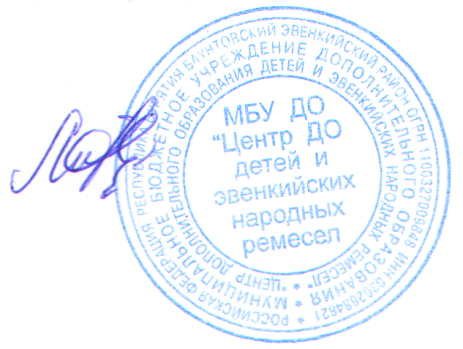 РОССИЙСКАЯ ФЕДЕРАЦИЯ РЕСПУБЛИКА БУРЯТИЯ БАУНТОВСКИЙ ЭВЕНКИЙСКИЙ РАЙОН ОГРН
* МУНИЦИПАЛЬНОЕ БЮДЖЕТНОЕ УЧРЕЖДЕНИЕ ДОПОЛНИТЕЛЬНОГО ОБРАЗОВАНИЯ *
"ЦЕНТР ДОПОЛНИТЕЛЬНОГО ОБРАЗОВАНИЯ ДЕТЕЙ И ЭВЕНКИЙСКИХ НАРОДНЫХ РЕМЕСЕЛ"
МБУ ДО
"Центр ДО
детей и
эвенкийских
народных
ремесел